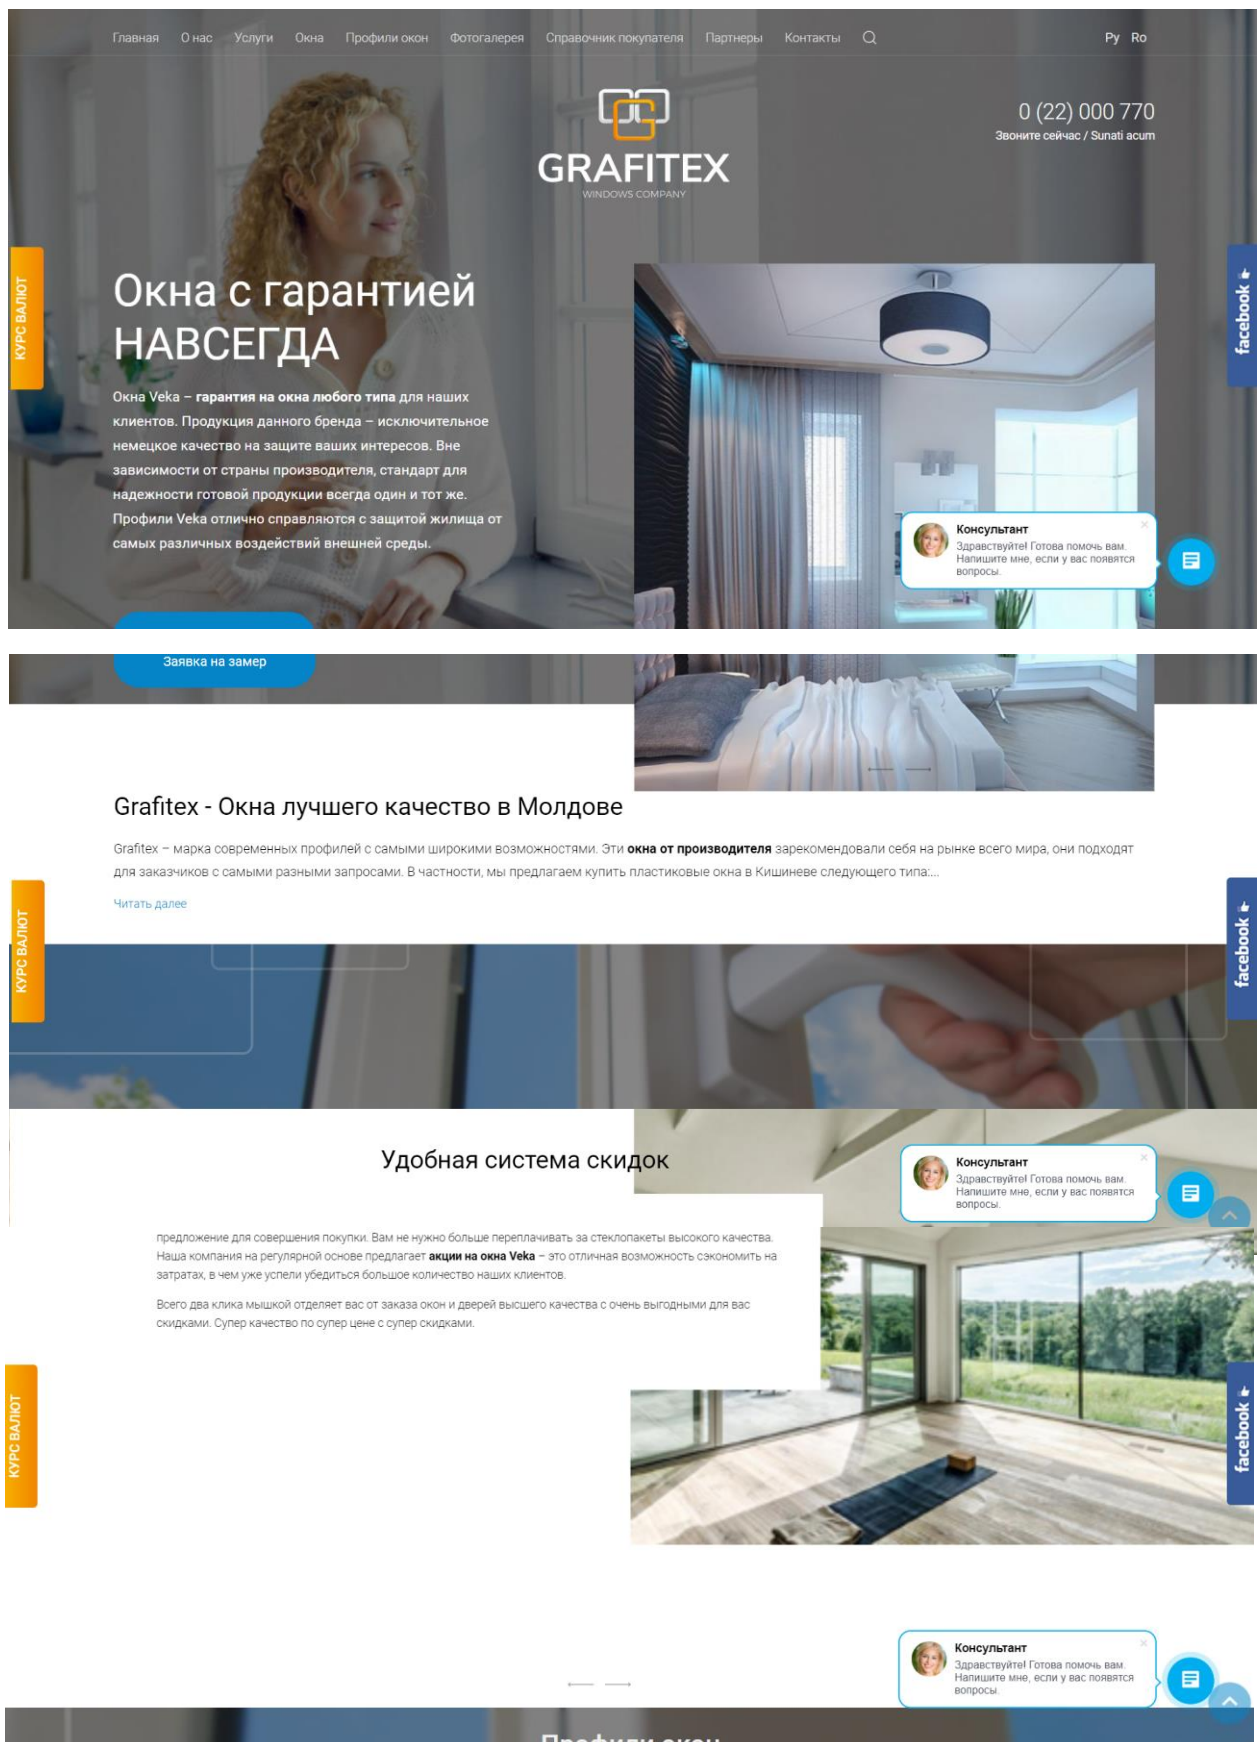 Главная О нас Услуги Окна Профили окон Фотогалерея Справочник покупателя Партнеры Контакты Ру Ro
0 (22) 000 770
Звоните сейчас / Sunati acum
GRAFITEX
WINDOWS COMPANY
КУРС ВАЛЮТ
facebook
Окна с гарантией
НАВСЕГДА
Окна Veka – гарантия на окна любого типа для наших
клиентов. Продукция данного бренда – исключительное
немецкое качество на защите ваших интересов. Вне
зависимости от страны производителя, стандарт для
надежности готовой продукции всегда один и тот же.
Профили Veka отлично справляются с защитой жилища от
самых различных воздействий внешней среды.
Консультант
Здравствуйте! Готова помочь вам.
Напишите мне, если у вас появятся
вопросы.
Заявка на замер
Grafitex - Окна лучшего качество в Молдове
Grafitex – марка современных профилей с самыми широкими возможностями. Эти окна от производителя зарекомендовали себя на рынке всего мира, они подходят
для заказчиков с самыми разными запросами. В частности, мы предлагаем купить пластиковые окна в Кишиневе следующего типа:...
Читать далее
КУРС ВАЛЮТ
facebook
Удобная система скидок
Консультант
Здравствуйте! Готова помочь вам.
Напишите мне, если у вас появятся
вопросы.
предложение для совершения покупки. Вам не нужно больше переплачивать за стеклопакеты высокого качества.
Наша компания на регулярной основе предлагает акции на окна Veka – это отличная возможность сэкономить на
затратах, в чем уже успели убедиться большое количество наших клиентов.
Всего два клика мышкой отделяет вас от заказа окон и дверей высшего качества с очень выгодными для вас
скидками. Супер качество по супер цене с супер скидками.
КУРС ВАЛЮТ
facebook
Консультант
Здравствуйте! Готова помочь вам.
Напишите мне, если у вас появятся
вопросы.
Профили окон